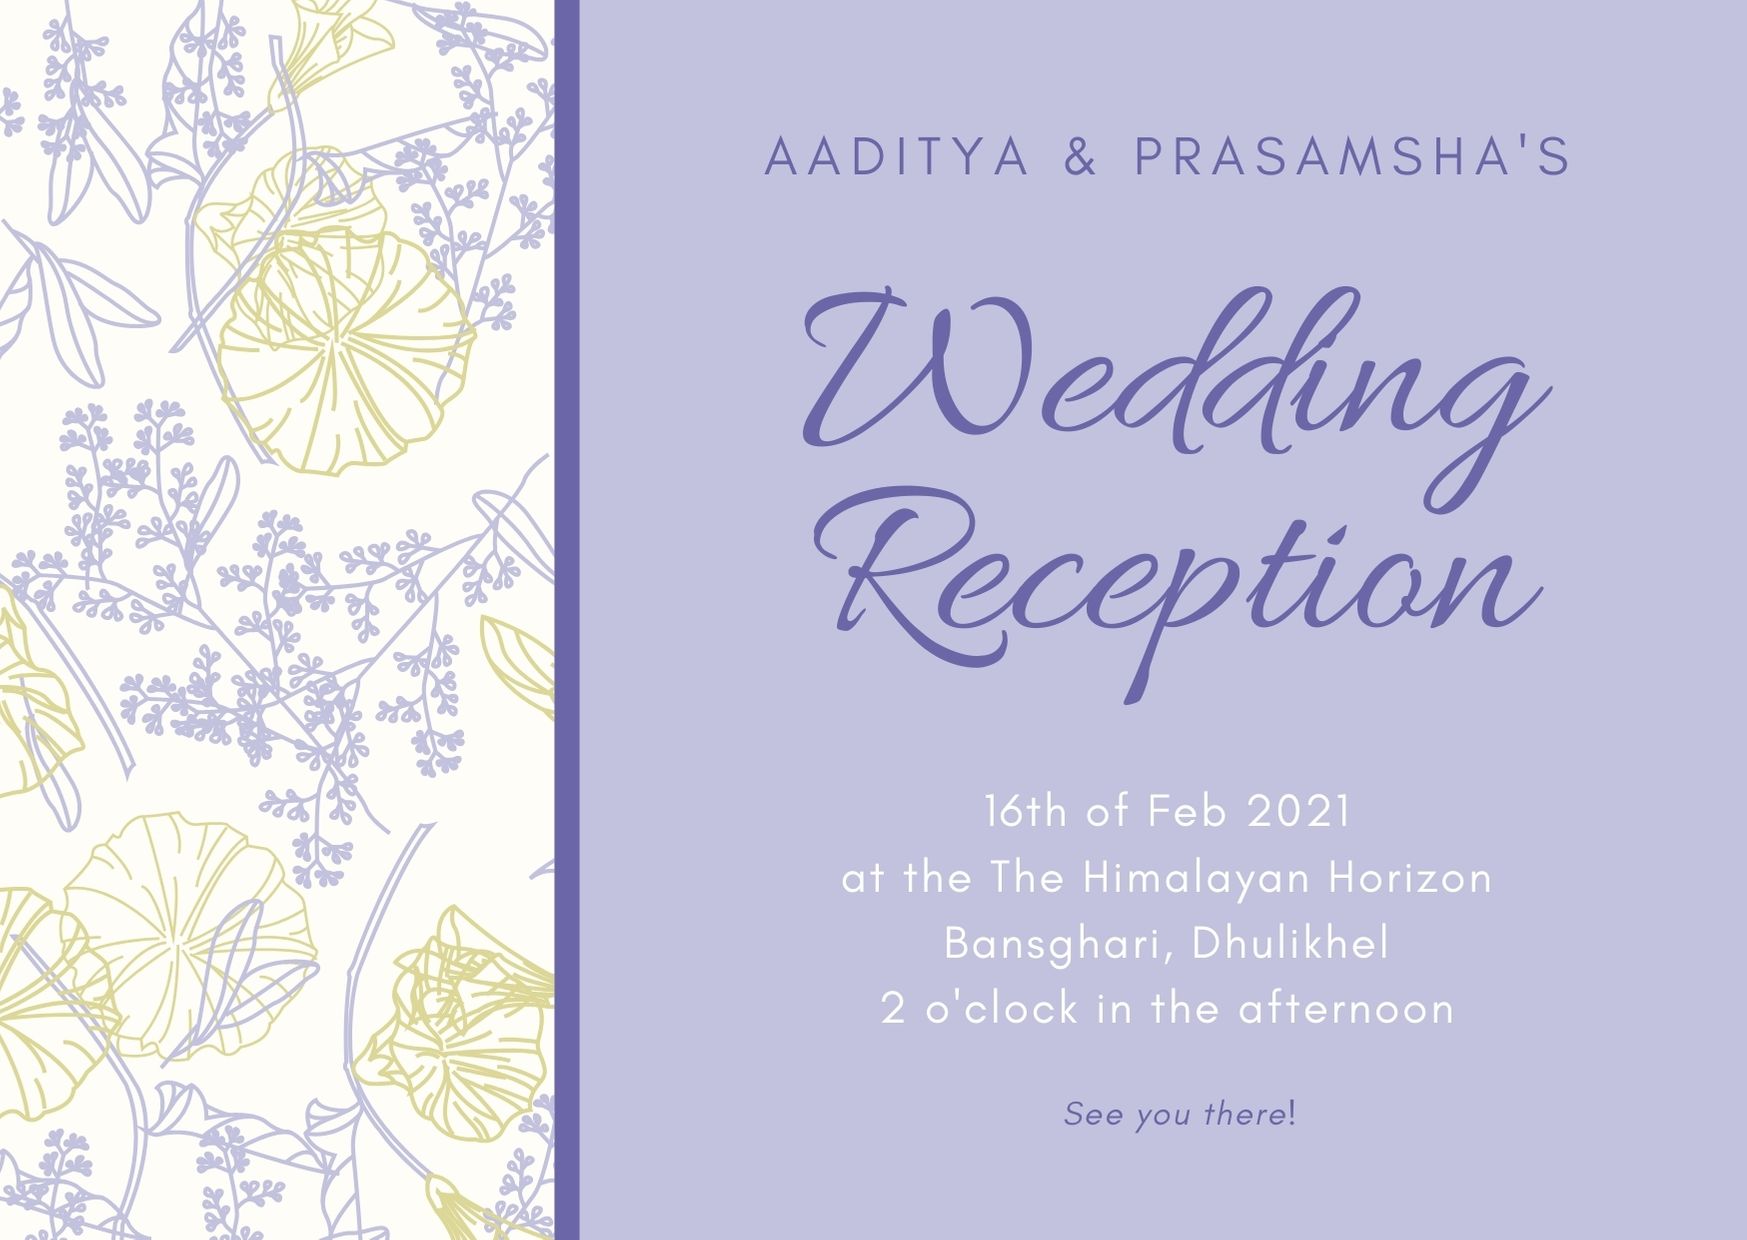 AADITYA & PRASAMSHA'S
Wedding
Reception
16th of Feb 2021
at the The Himalayan Horizon
Bansghari, Dhulikhel
2 o'clock in the afternoon
See you there!